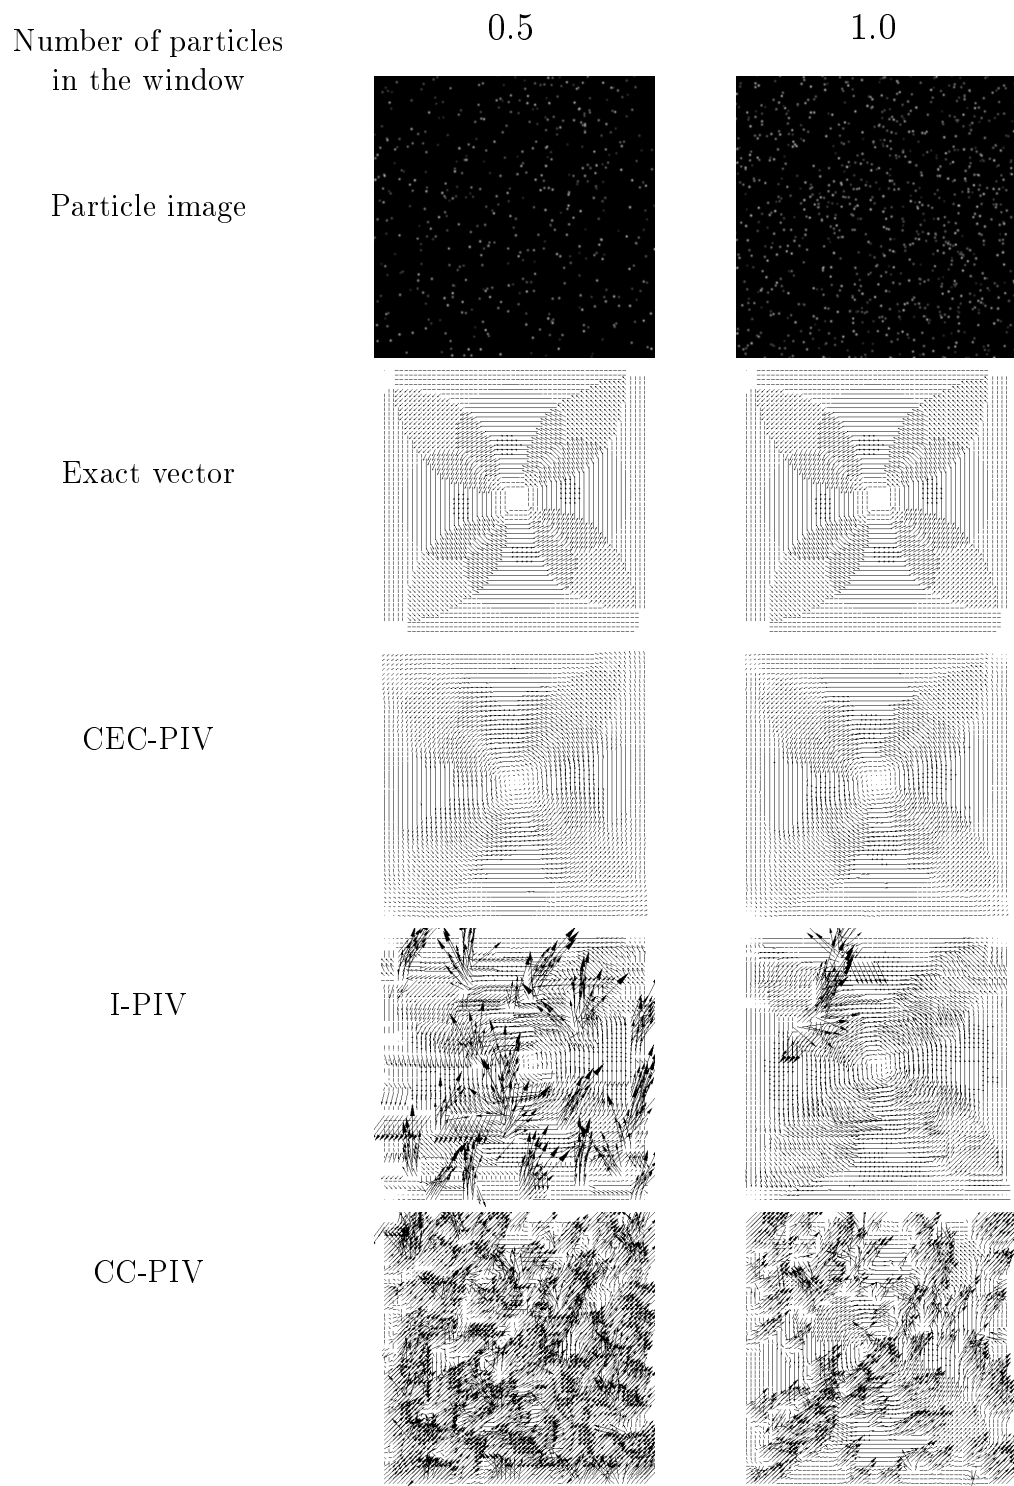 Number of particles
in the window
0.5
1.0
Particle image
Exact vector
CEC-PIV
I-PIV
CC-PIV